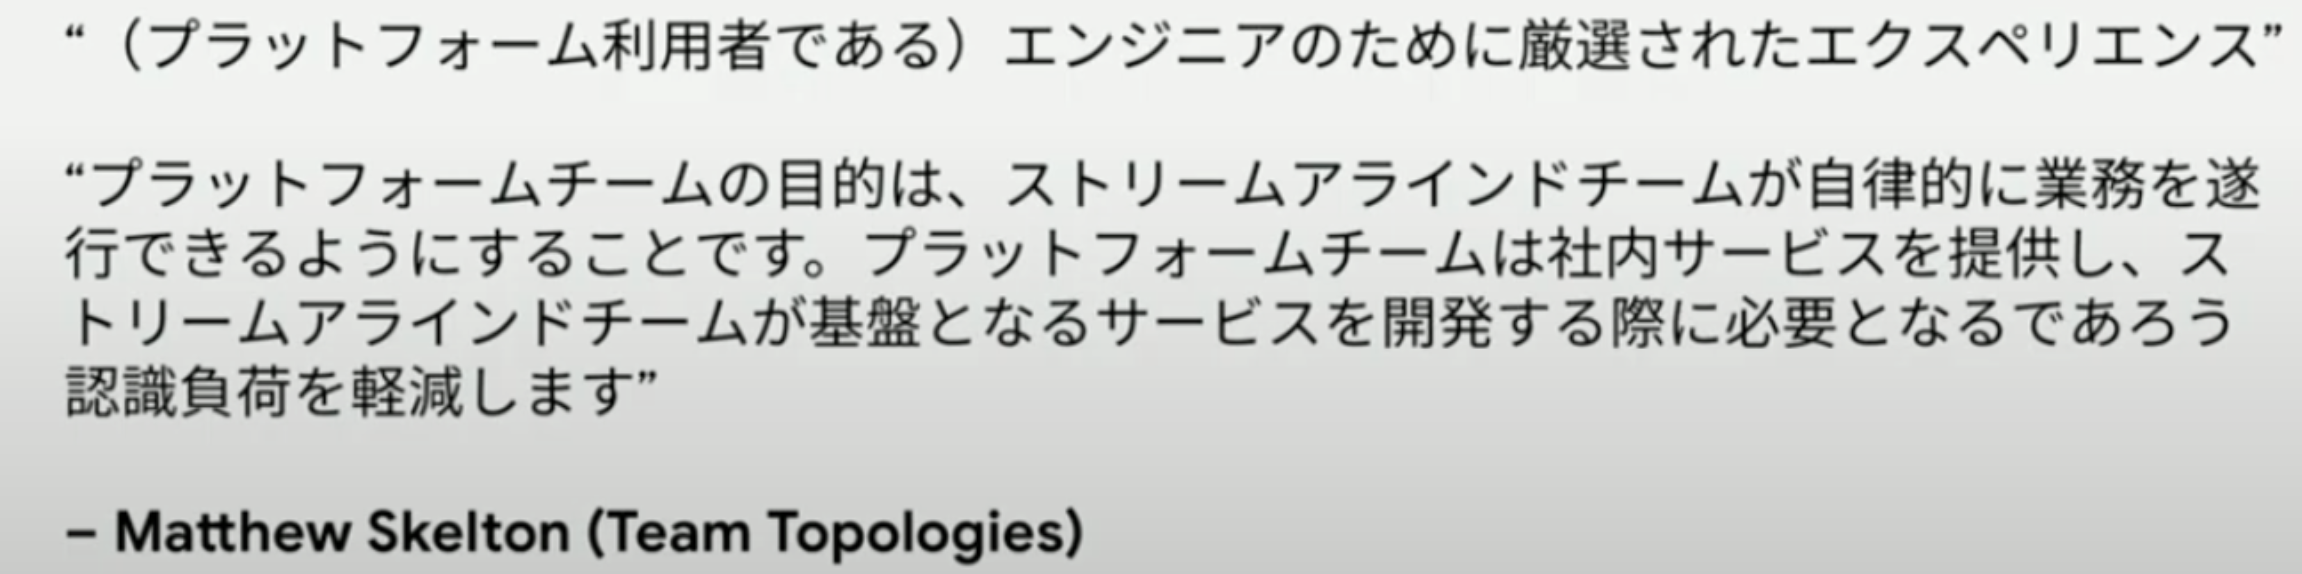 “（プラットフォーム利用者である）エンジニアのために厳選されたエクスペリエンス”
“プラットフォームチームの目的は、ストリームアラインドチームが自律的に業務を遂
行できるようにすることです。プラットフォームチームは社内サービスを提供し、ス
トリームアラインドチームが基盤となるサービスを開発する際に必要となるであろう
認識負荷を軽減します”
– Matthew Skelton (Team Topologies)